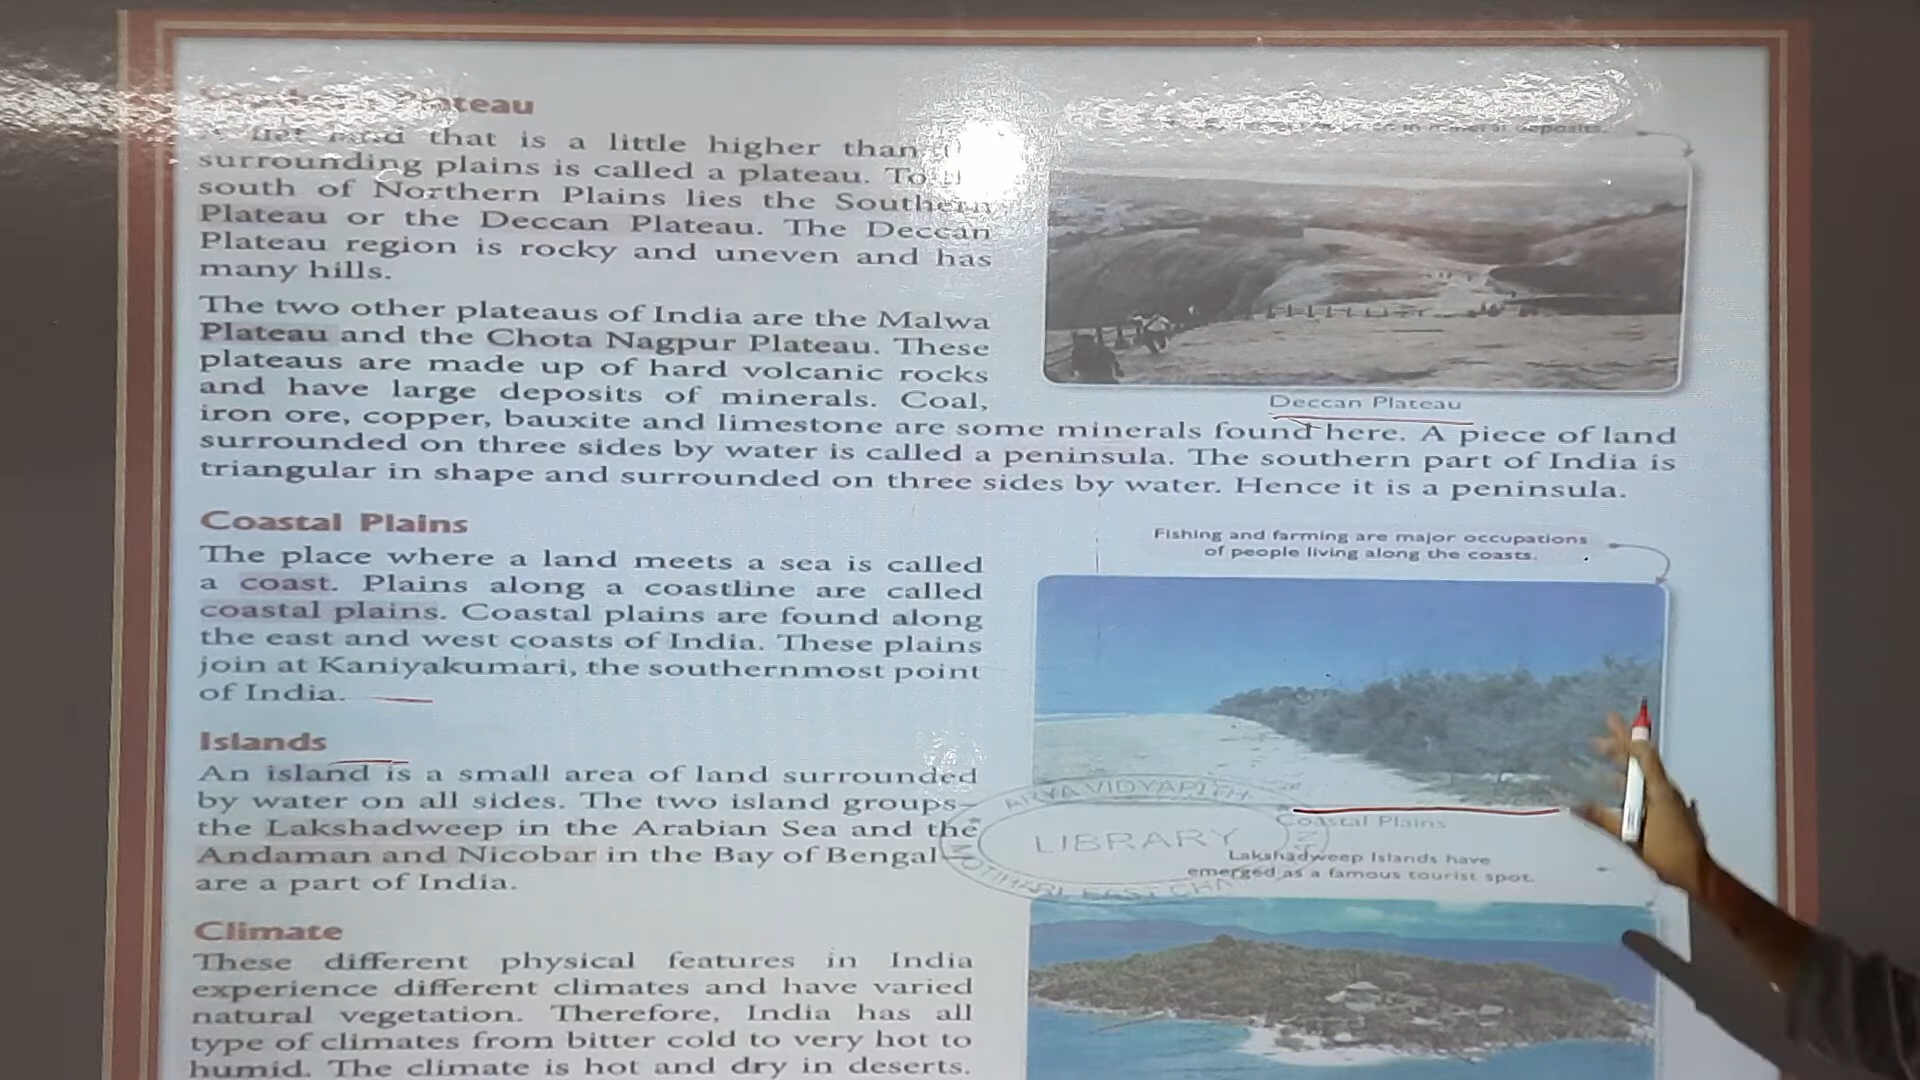 Plateau
that is a little higher than
surrounding plains is called a plateau. To
south of Northern Plains lies the Southern
Plateau or the Deccan Plateau. The Deccan
Plateau region is rocky and uneven and has
many hills.
The two other plateaus of India are the Malwa
Plateau and the Chota Nagpur Plateau. These
plateaus are made up of hard volcanic rocks
and have large deposits of minerals. Coal,
iron ore, copper, bauxite and limestone are some minerals found here. A piece of land
surrounded on three sides by water is called a peninsula. The southern part of India is
triangular in shape and surrounded on three sides by water. Hence it is a peninsula.
in mineral deposits.
Deccan Plateau
Coastal Plains
The place where a land meets a sea is called
a coast. Plains along a coastline are called
coastal plains. Coastal plains are found along
the east and west coasts of India. These plains
join at Kaniyakumari, the southernmost point
of India.
Fishing and farming are major occupations
of people living along the coasts.
Coastal Plains
Islands
An island is a small area of land surrounded
by water on all sides. The two island groups—
the Lakshadweep in the Arabian Sea and the
Andaman and Nicobar in the Bay of Bengal—
are a part of India.
ARYA VIDYAPITH
LIBRARY
MOTIHARI EAST CHA
Lakshadweep Islands have
emerged as a famous tourist spot.
Climate
These different physical features in India
experience different climates and have varied
natural vegetation. Therefore, India has all
type of climates from bitter cold to very hot to
humid. The climate is hot and dry in deserts.